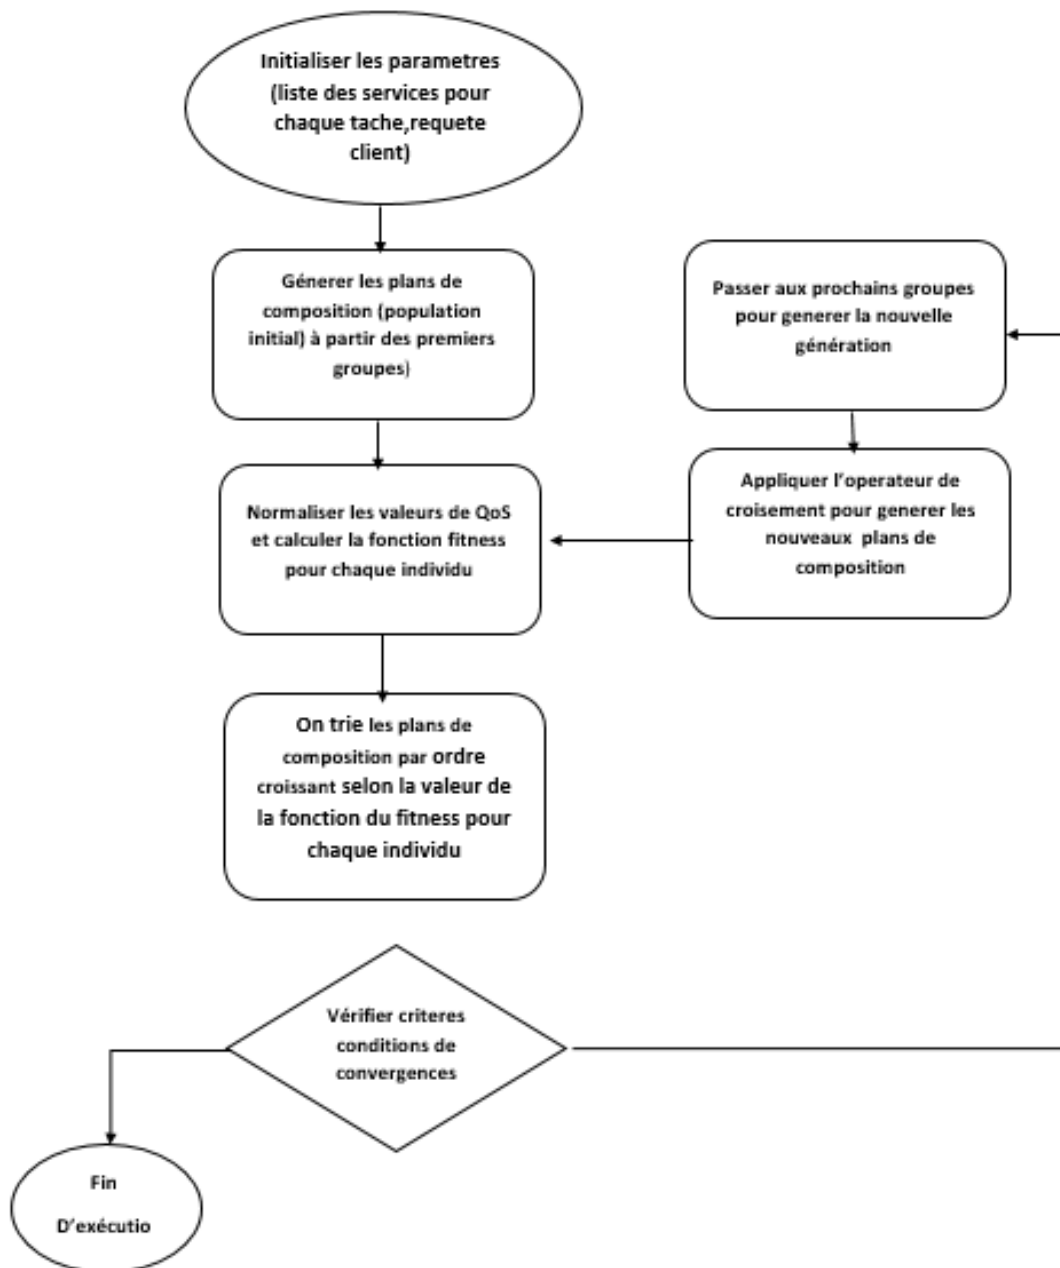 Initialiser les parametres
(liste des services pour
chaque tache,requete
client)
Génerer les plans de
composition (population
initial) à partir des premiers
groupes)
Passer aux prochains groupes
pour generer la nouvelle
génération
Appliquer l'operateur de
croisement pour generer les
nouveaux plans de
composition
Normaliser les valeurs de QoS
et calculer la fonction fitness
pour chaque individu
On trie les plans de
composition par ordre
croissant selon la valeur de
la fonction du fitness pour
chaque individu
Vérifier criteres
conditions de
convergences
Fin
D'exécutio